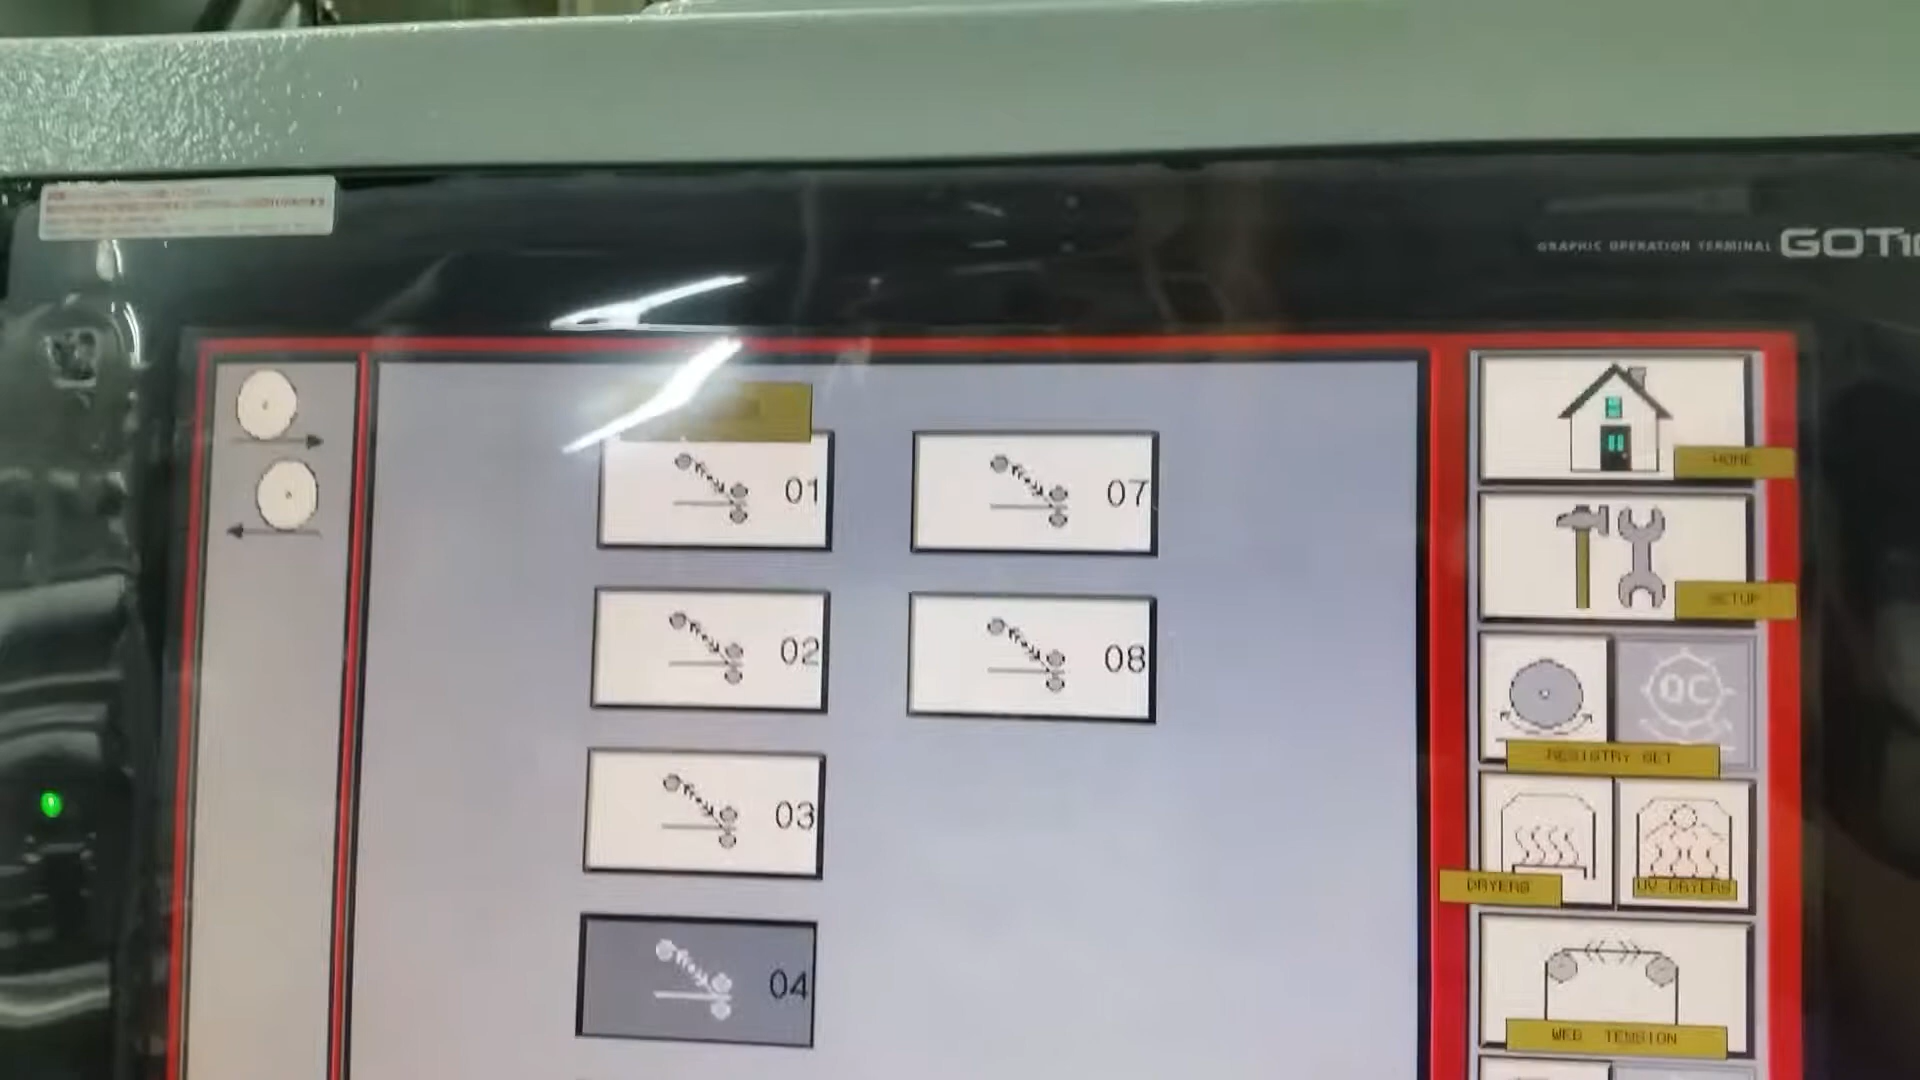 GRAPHIC OPERATION TERMINAL GOT1
01
07
02
08
03
04
HOME
SETUP
QC
REGISTRY SET
DRYERS
UV DRYERS
WEB TENSION